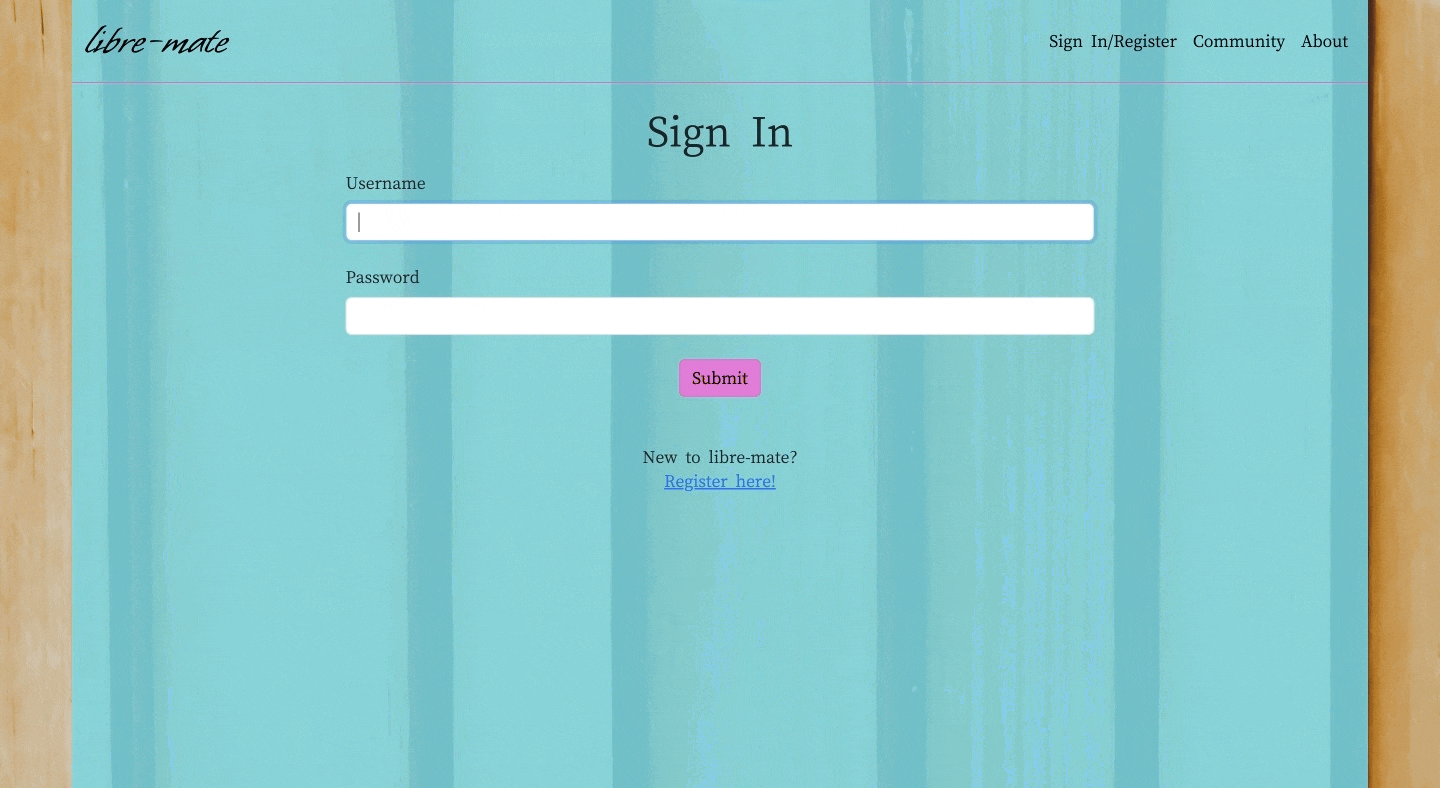 libre-mate
Sign In/Register Community About
Sign In
Username
Password
Submit
New to libre-mate?
Register here!